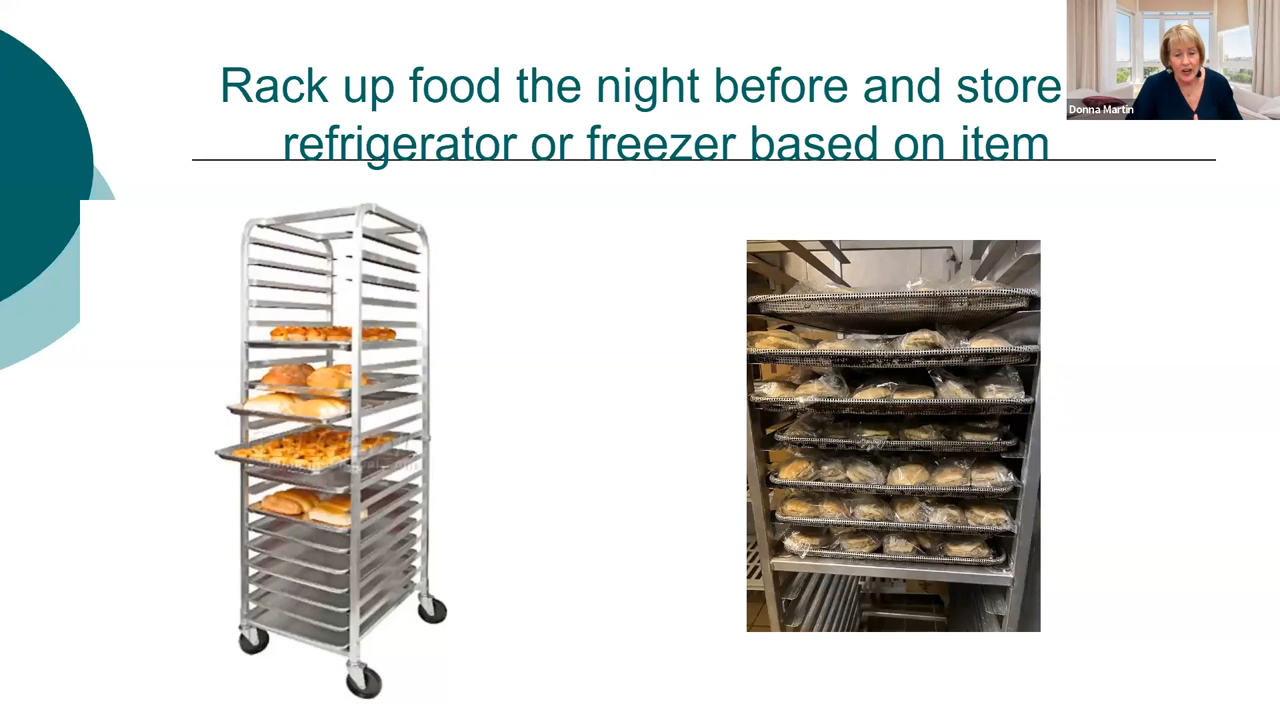 Rack up food the night before and store
refrigerator or freezer based on item
Donna Martin